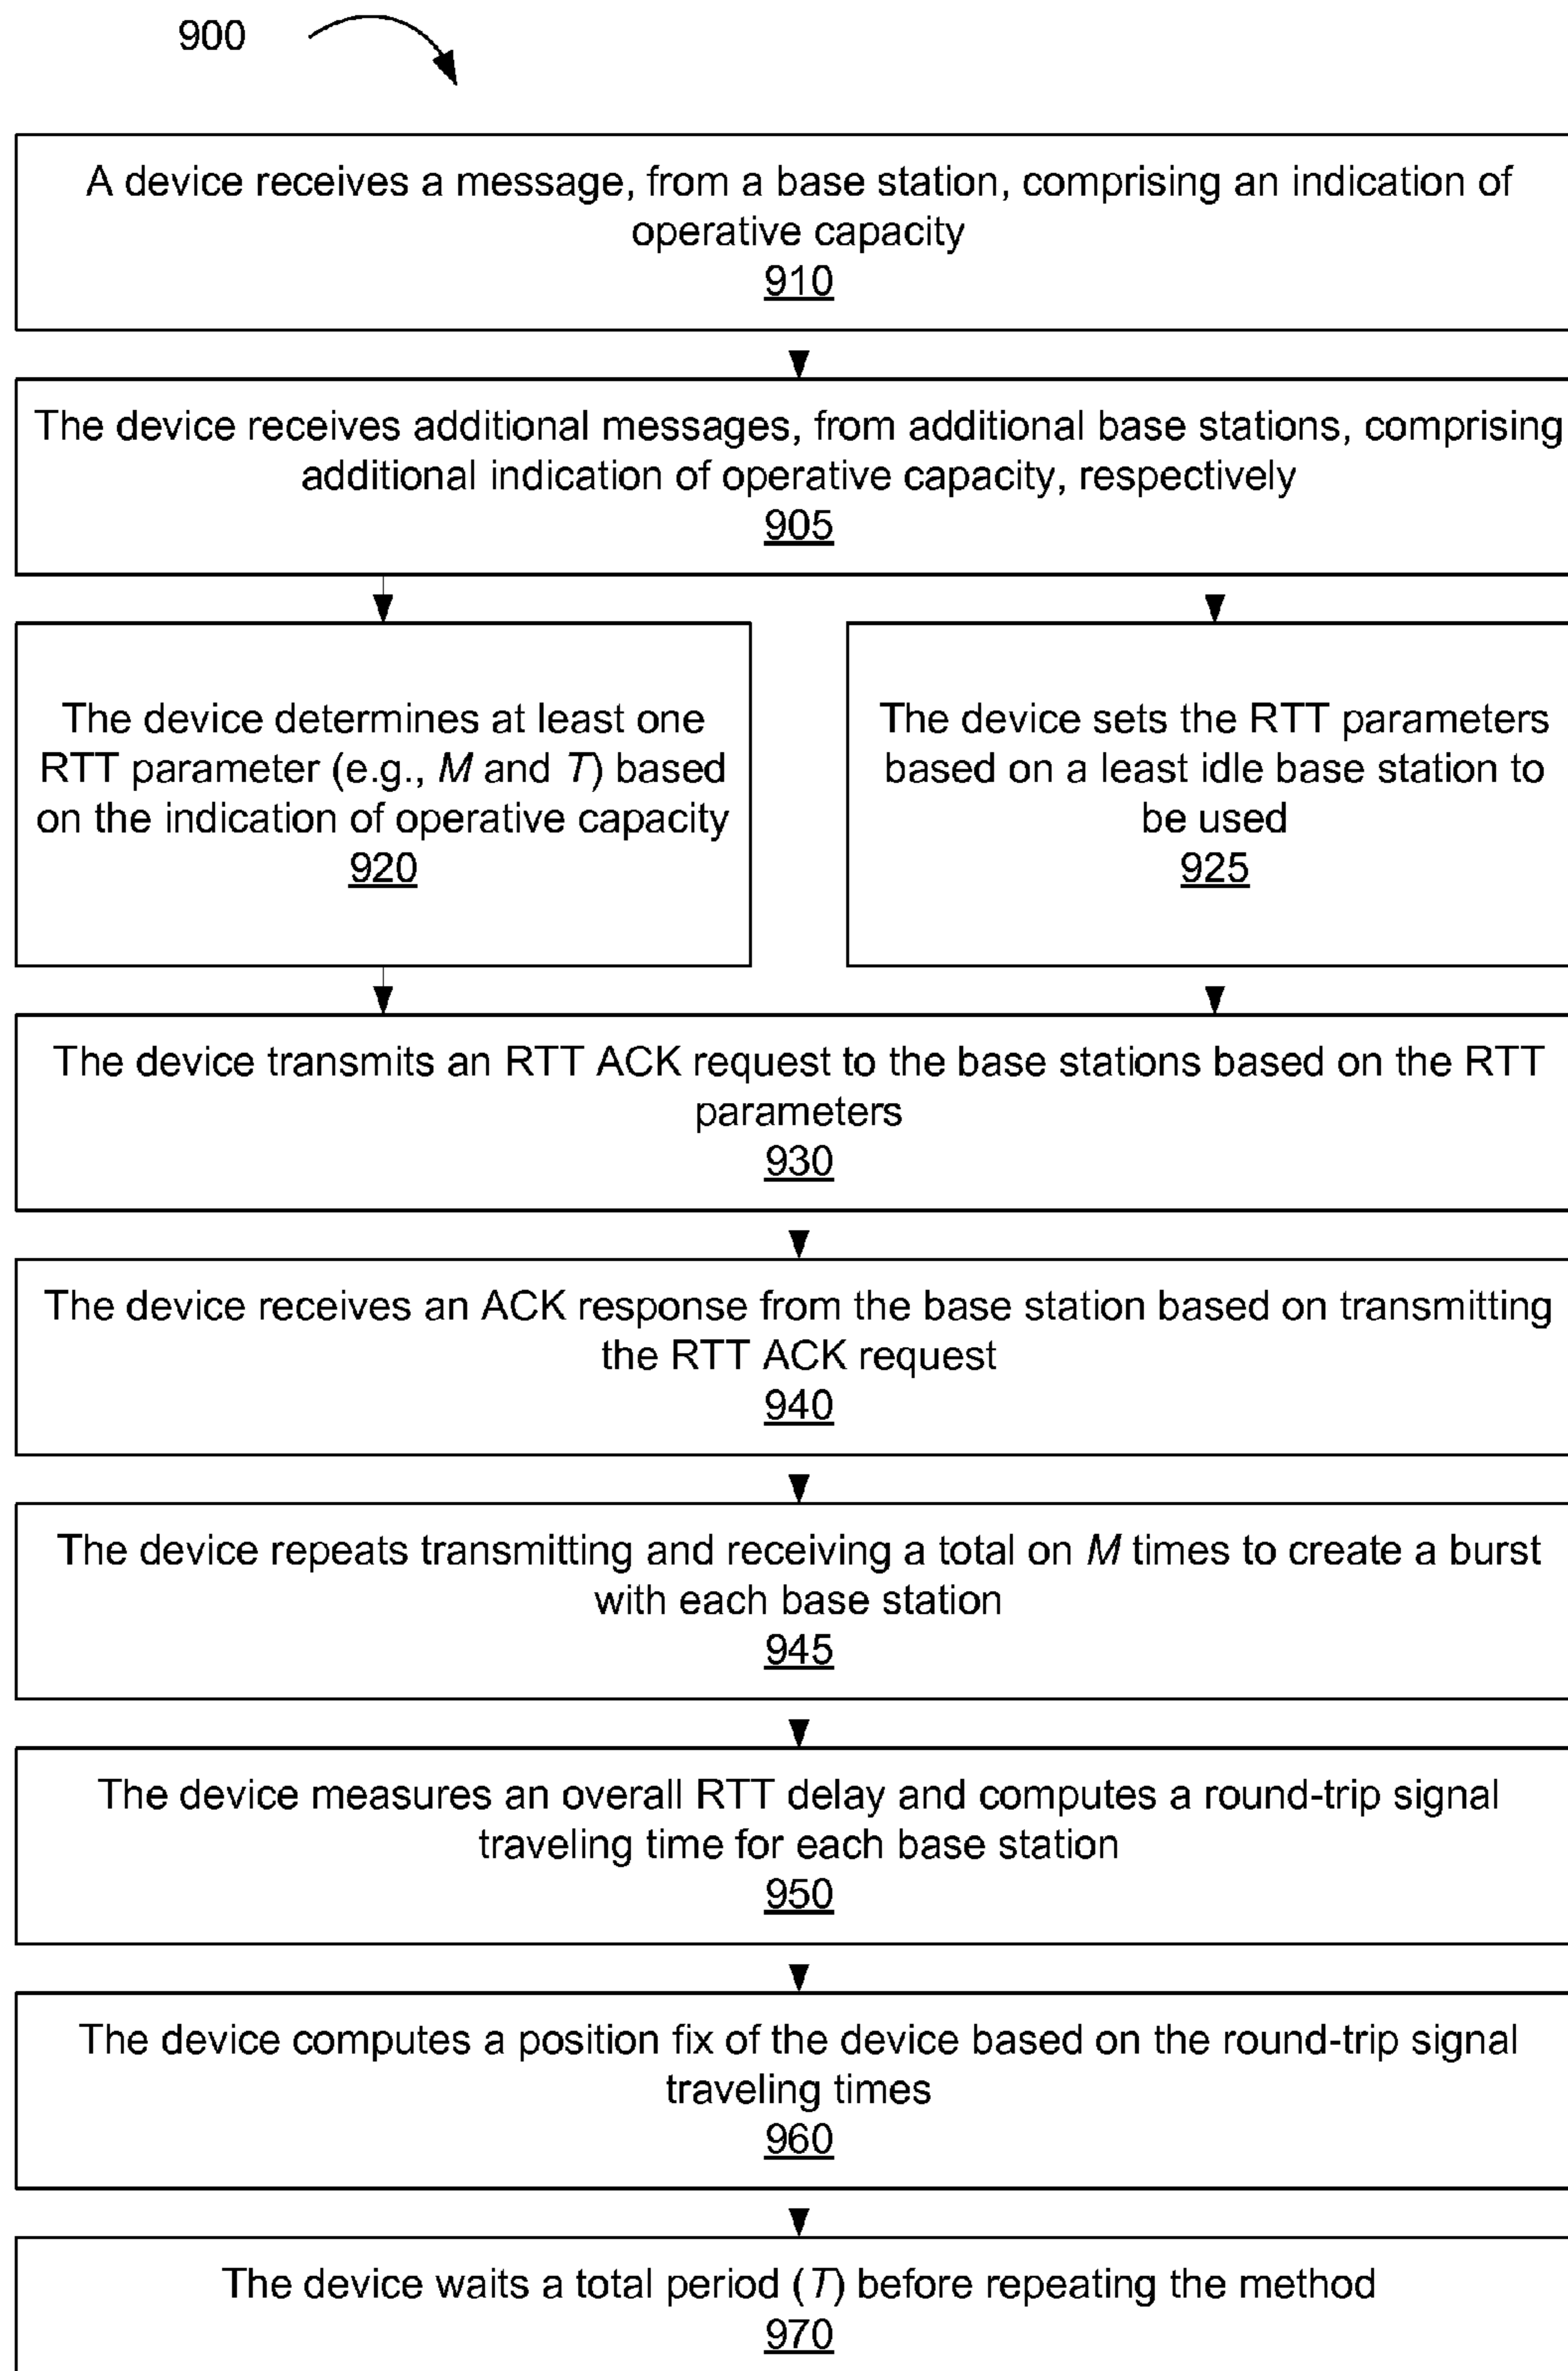 900
A device receives a message, from a base station, comprising an indication of
operative capacity
910
The device receives additional messages, from additional base stations, comprising
additional indication of operative capacity, respectively
905
The device determines at least one
RTT parameter (e.g., M and T) based
on the indication of operative capacity
920
The device sets the RTT parameters
based on a least idle base station to
be used
925
The device transmits an RTT ACK request to the base stations based on the RTT
parameters
930
The device receives an ACK response from the base station based on transmitting
the RTT ACK request
940
The device repeats transmitting and receiving a total on M times to create a burst
with each base station
945
The device measures an overall RTT delay and computes a round-trip signal
traveling time for each base station
950
The device computes a position fix of the device based on the round-trip signal
traveling times
960
The device waits a total period (T) before repeating the method
970